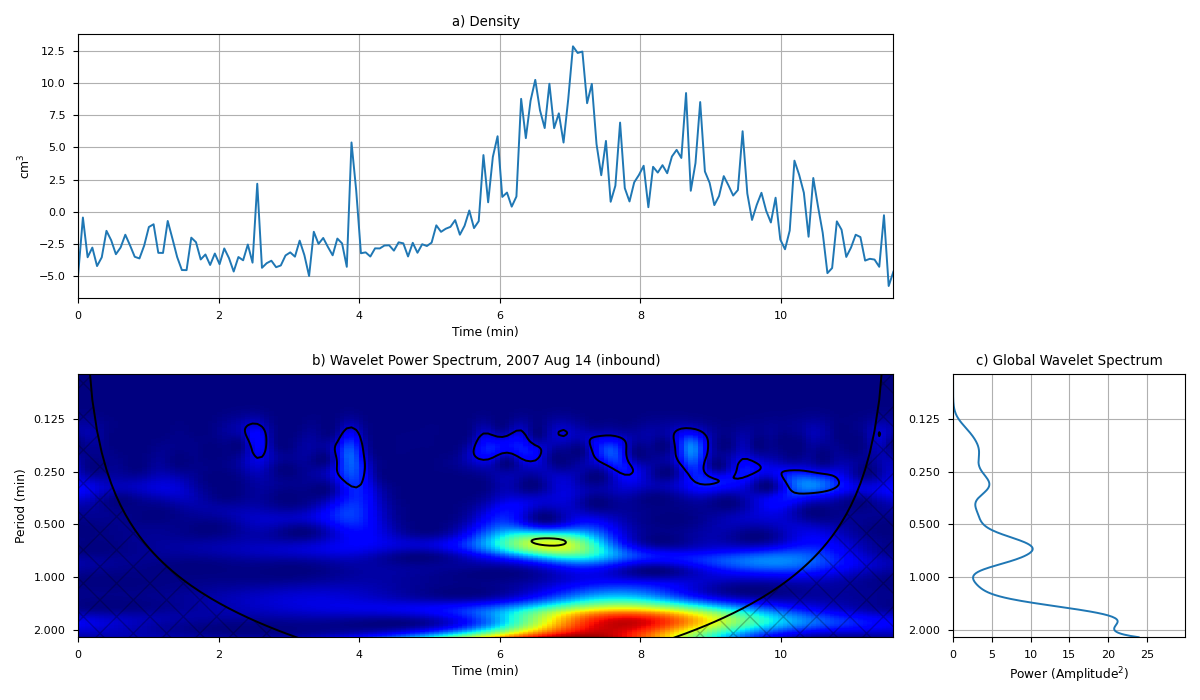 a) Density
12.5
10.0
7.5
5.0
2.5
0.0
−2.5
−5.0
cm³
0 2 4 6 8 10
Time (min)
b) Wavelet Power Spectrum, 2007 Aug 14 (inbound)
0.125
0.250
0.500
1.000
2.000
Period (min)
0 2 4 6 8 10
Time (min)
c) Global Wavelet Spectrum
0.125
0.250
0.500
1.000
2.000
0 5 10 15 20 25
Power (Amplitude²)